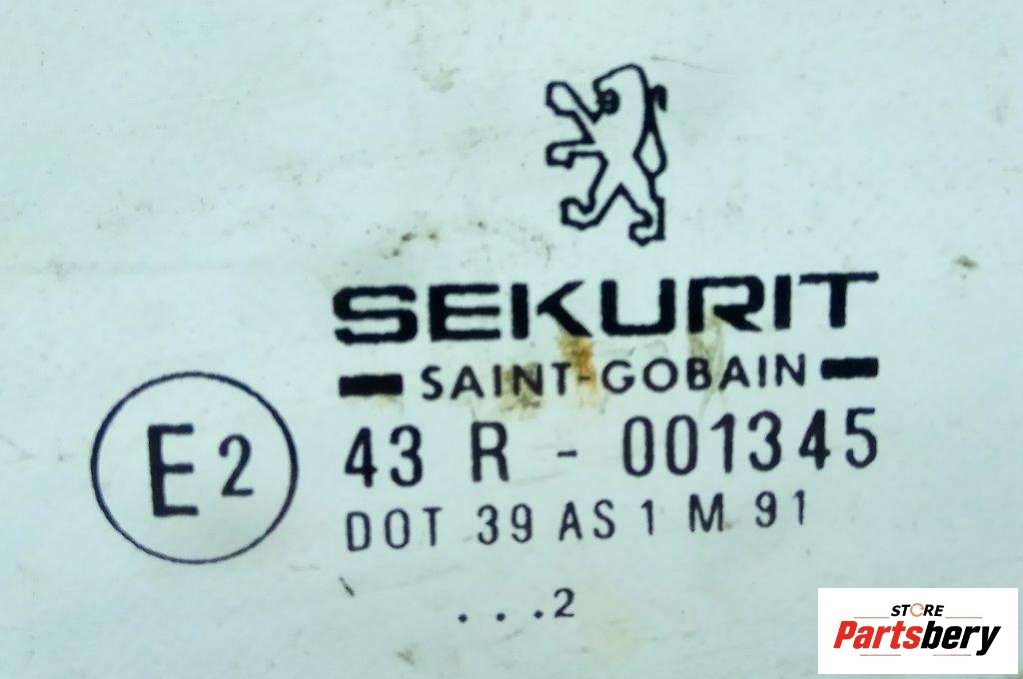 SEKURIT
SAINT-GOBAIN
E2
43 R - 001345
DOT 39 AS 1 M 91
...2
STORE
Partsbery